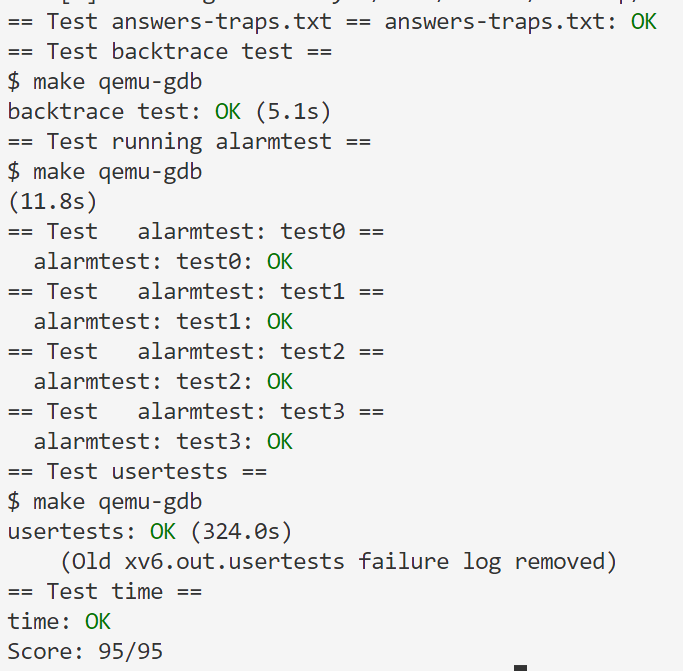 == Test answers-traps.txt == answers-traps.txt: OK
== Test backtrace test ==
$ make qemu-gdb
backtrace test: OK (5.1s)
== Test running alarmtest ==
$ make qemu-gdb
(11.8s)
== Test   alarmtest: test0 ==
  alarmtest: test0: OK
== Test   alarmtest: test1 ==
  alarmtest: test1: OK
== Test   alarmtest: test2 ==
  alarmtest: test2: OK
== Test   alarmtest: test3 ==
  alarmtest: test3: OK
== Test usertests ==
$ make qemu-gdb
usertests: OK (324.0s)
    (Old xv6.out.usertests failure log removed)
== Test time ==
time: OK
Score: 95/95